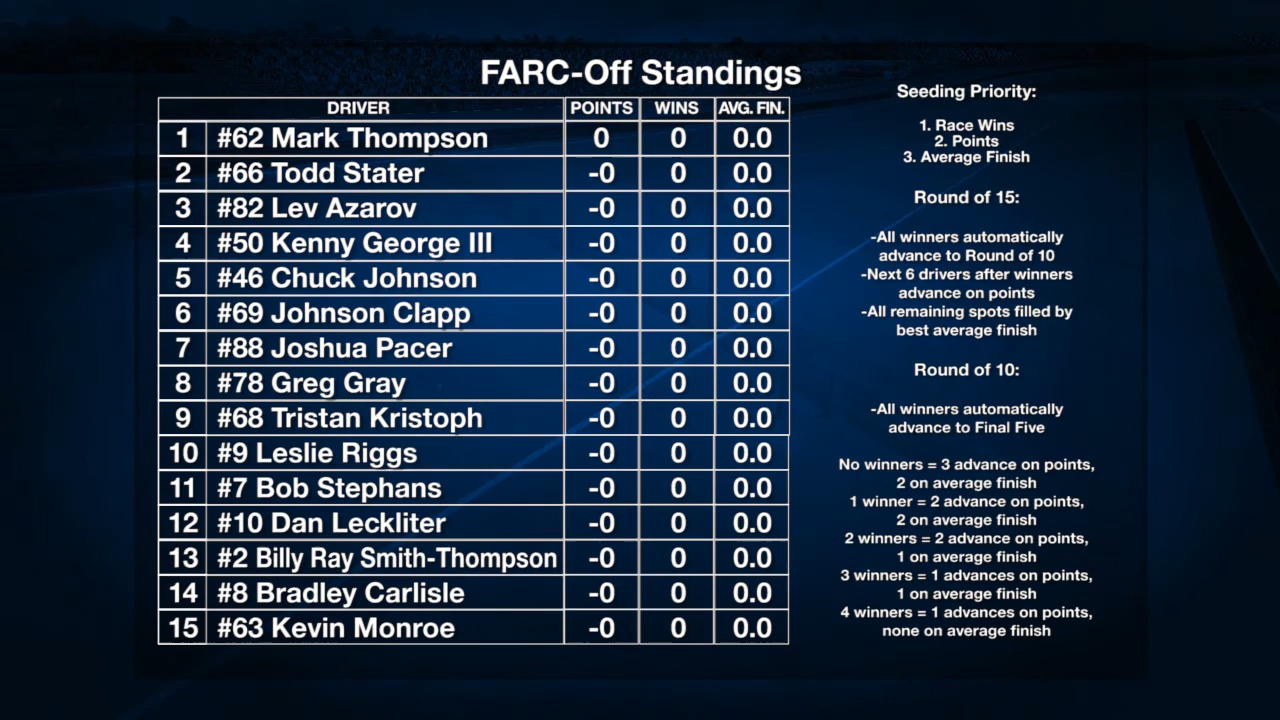 FARC-Off Standings
DRIVER POINTS WINS AVG. FIN.
1 #62 Mark Thompson 0 0 0.0
2 #66 Todd Stater -0 0 0.0
3 #82 Lev Azarov -0 0 0.0
4 #50 Kenny George III -0 0 0.0
5 #46 Chuck Johnson -0 0 0.0
6 #69 Johnson Clapp -0 0 0.0
7 #88 Joshua Pacer -0 0 0.0
8 #78 Greg Gray -0 0 0.0
9 #68 Tristan Kristoph -0 0 0.0
10 #9 Leslie Riggs -0 0 0.0
11 #7 Bob Stephans -0 0 0.0
12 #10 Dan Leckliter -0 0 0.0
13 #2 Billy Ray Smith-Thompson -0 0 0.0
14 #8 Bradley Carlisle -0 0 0.0
15 #63 Kevin Monroe -0 0 0.0
Seeding Priority:
1. Race Wins
2. Points
3. Average Finish
Round of 15:
-All winners automatically
advance to Round of 10
-Next 6 drivers after winners
advance on points
-All remaining spots filled by
best average finish
Round of 10:
-All winners automatically
advance to Final Five
No winners = 3 advance on points,
2 on average finish
1 winner = 2 advance on points,
2 on average finish
2 winners = 2 advance on points,
1 on average finish
3 winners = 1 advances on points,
1 on average finish
4 winners = 1 advances on points,
none on average finish